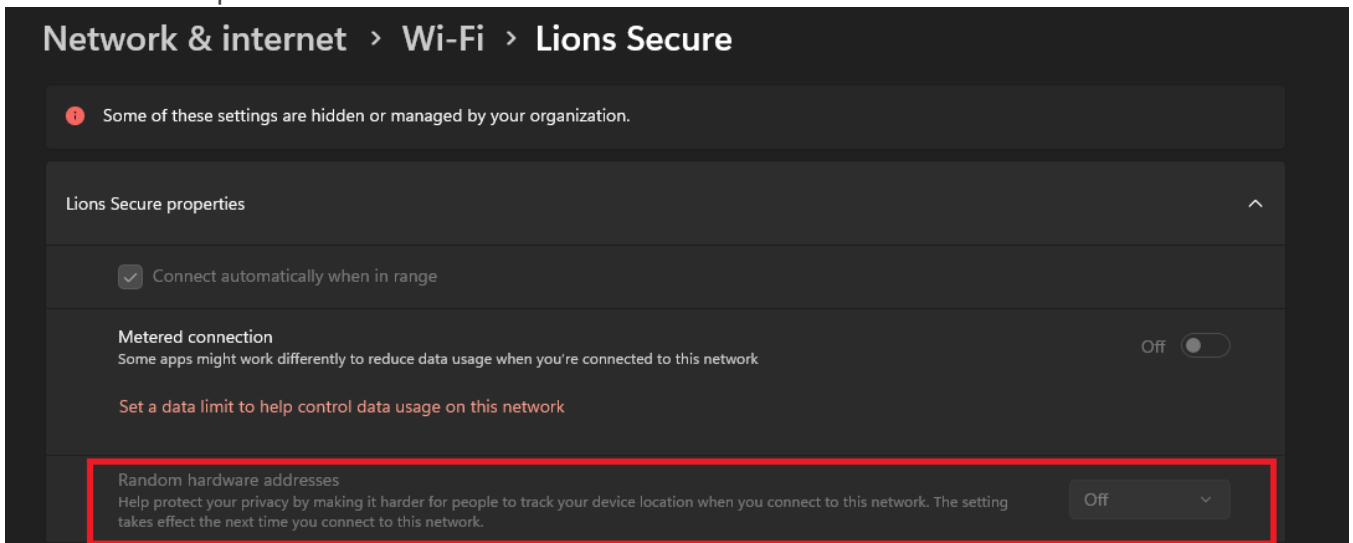 Network & internet > Wi-Fi > Lions Secure
Some of these settings are hidden or managed by your organization.
Lions Secure properties
Connect automatically when in range
Metered connection
Some apps might work differently to reduce data usage when you're connected to this network
Off
Set a data limit to help control data usage on this network
Random hardware addresses
Help protect your privacy by making it harder for people to track your device location when you connect to this network. The setting
takes effect the next time you connect to this network.
Off